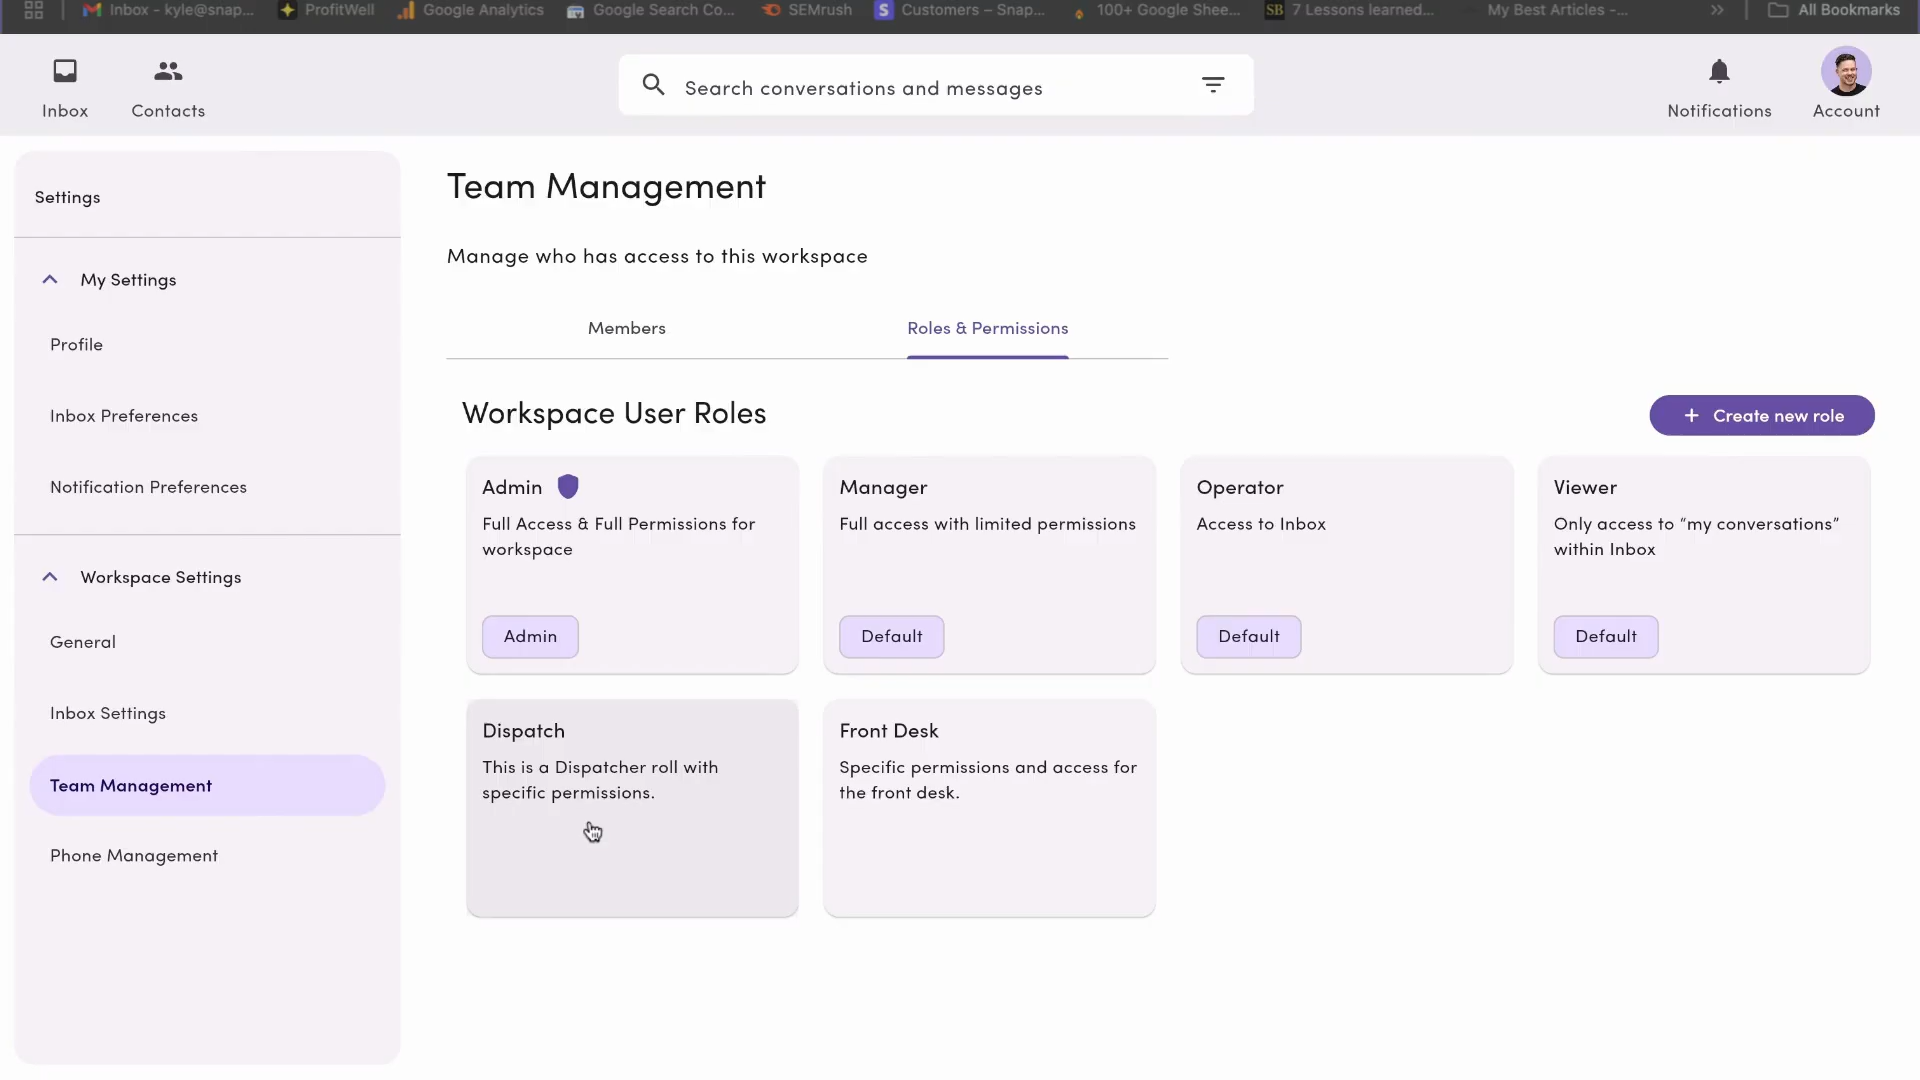 Inbox - kyle@snap...
ProfitWell
Google Analytics
Google Search Co...
SEMrush
S
Customers – Snap...
100+ Google Shee...
SB
7 Lessons learned...
My Best Articles -...
All Bookmarks
Inbox
Contacts
Search conversations and messages
Notifications
Account
Settings
My Settings
Profile
Inbox Preferences
Notification Preferences
Workspace Settings
General
Inbox Settings
Team Management
Phone Management
Team Management
Manage who has access to this workspace
Members
Roles & Permissions
Workspace User Roles
+ Create new role
Admin
Full Access & Full Permissions for
workspace
Admin
Manager
Full access with limited permissions
Default
Operator
Access to Inbox
Default
Viewer
Only access to “my conversations”
within Inbox
Default
Dispatch
This is a Dispatcher roll with
specific permissions.
Front Desk
Specific permissions and access for
the front desk.